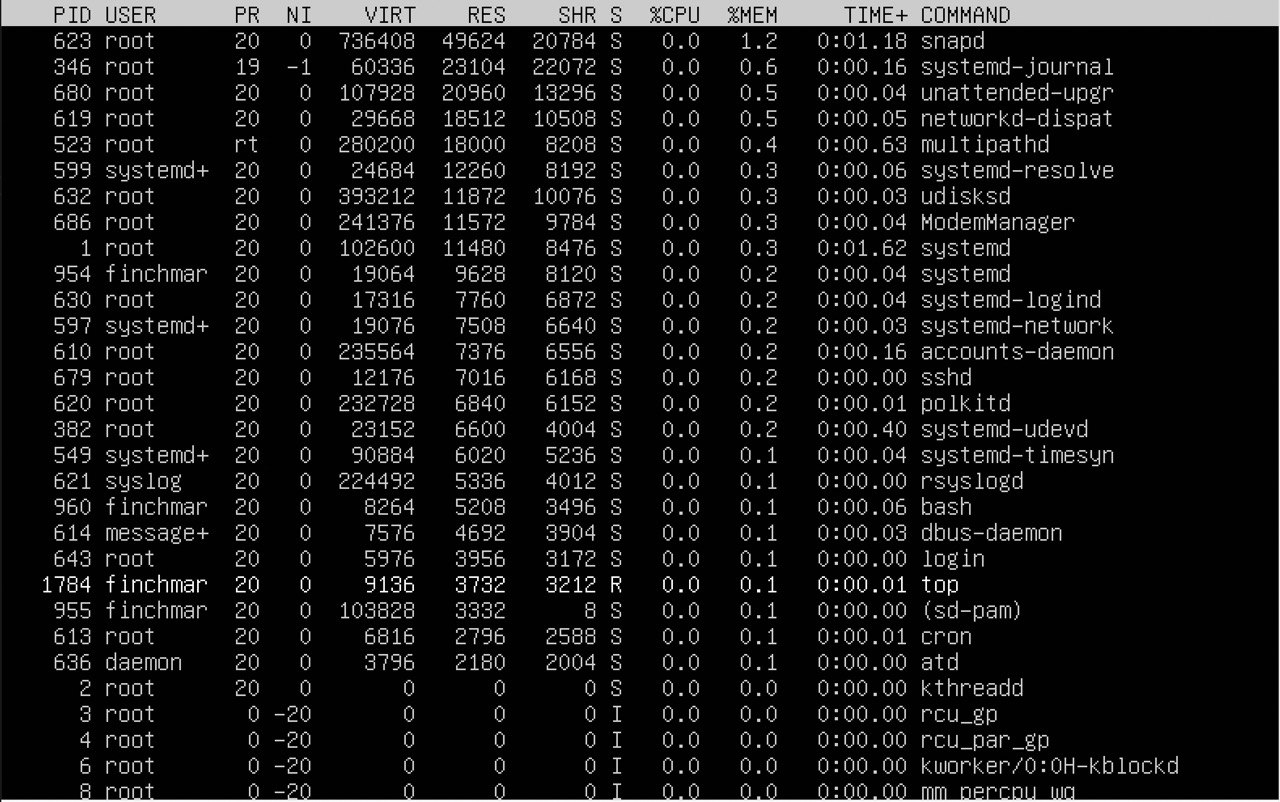 PID USER PR NI VIRT RES SHR S %CPU %MEM TIME+ COMMAND
623 root 20 0 736408 49624 20784 S 0.0 1.2 0:01.18 snapd
346 root 19 -1 60336 23104 22072 S 0.0 0.6 0:00.16 systemd-journal
680 root 20 0 107928 20960 13296 S 0.0 0.5 0:00.04 unattended-upgr
619 root 20 0 29668 18512 10508 S 0.0 0.5 0:00.05 networkd-dispat
523 root rt 0 280200 18000 8208 S 0.0 0.4 0:00.63 multipathd
599 systemd+ 20 0 24684 12260 8192 S 0.0 0.3 0:00.06 systemd-resolve
632 root 20 0 393212 11872 10076 S 0.0 0.3 0:00.03 udisksd
686 root 20 0 241376 11572 9784 S 0.0 0.3 0:00.04 ModemManager
1 root 20 0 102600 11480 8476 S 0.0 0.3 0:01.62 systemd
954 finchmar 20 0 19064 9628 8120 S 0.0 0.2 0:00.04 systemd
630 root 20 0 17316 7760 6872 S 0.0 0.2 0:00.04 systemd-logind
597 systemd+ 20 0 19076 7508 6640 S 0.0 0.2 0:00.03 systemd-network
610 root 20 0 235564 7376 6556 S 0.0 0.2 0:00.16 accounts-daemon
679 root 20 0 12176 7016 6168 S 0.0 0.2 0:00.00 sshd
620 root 20 0 232728 6840 6152 S 0.0 0.2 0:00.01 polkitd
382 root 20 0 23152 6600 4004 S 0.0 0.2 0:00.40 systemd-udevd
549 systemd+ 20 0 90884 6020 5236 S 0.0 0.1 0:00.04 systemd-timesyn
621 syslog 20 0 224492 5336 4012 S 0.0 0.1 0:00.00 rsyslogd
960 finchmar 20 0 8264 5208 3496 S 0.0 0.1 0:00.06 bash
614 message+ 20 0 7576 4692 3904 S 0.0 0.1 0:00.03 dbus-daemon
643 root 20 0 5976 3956 3172 S 0.0 0.1 0:00.00 login
1784 finchmar 20 0 9136 3732 3212 R 0.0 0.1 0:00.01 top
955 finchmar 20 0 103828 3332 8 S 0.0 0.1 0:00.00 (sd-pam)
613 root 20 0 6816 2796 2588 S 0.0 0.1 0:00.01 cron
636 daemon 20 0 3796 2180 2004 S 0.0 0.1 0:00.00 atd
2 root 20 0 0 0 0 S 0.0 0.0 0:00.00 kthreadd
3 root 0 -20 0 0 0 I 0.0 0.0 0:00.00 rcu_gp
4 root 0 -20 0 0 0 I 0.0 0.0 0:00.00 rcu_par_gp
6 root 0 -20 0 0 0 I 0.0 0.0 0:00.00 kworker/0:0H-kblockd
8 root 0 -20 0 0 0 I 0.0 0.0 0:00.00 mm_percpu_wq